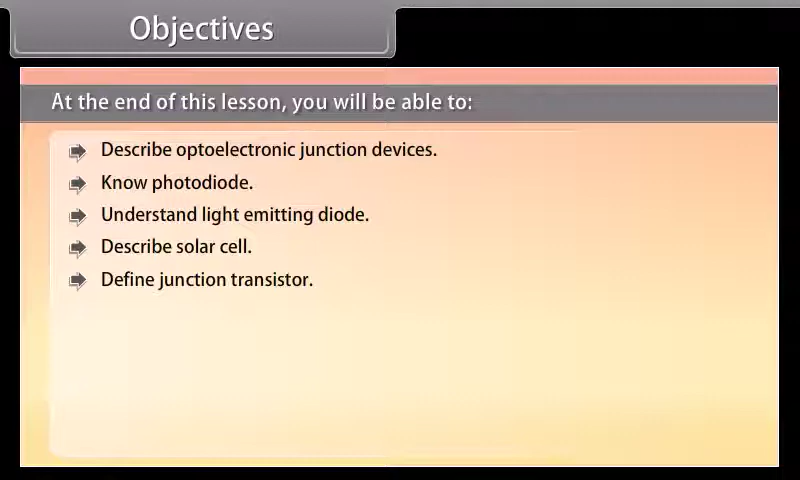 Objectives
At the end of this lesson, you will be able to:
Describe optoelectronic junction devices.
Know photodiode.
Understand light emitting diode.
Describe solar cell.
Define junction transistor.